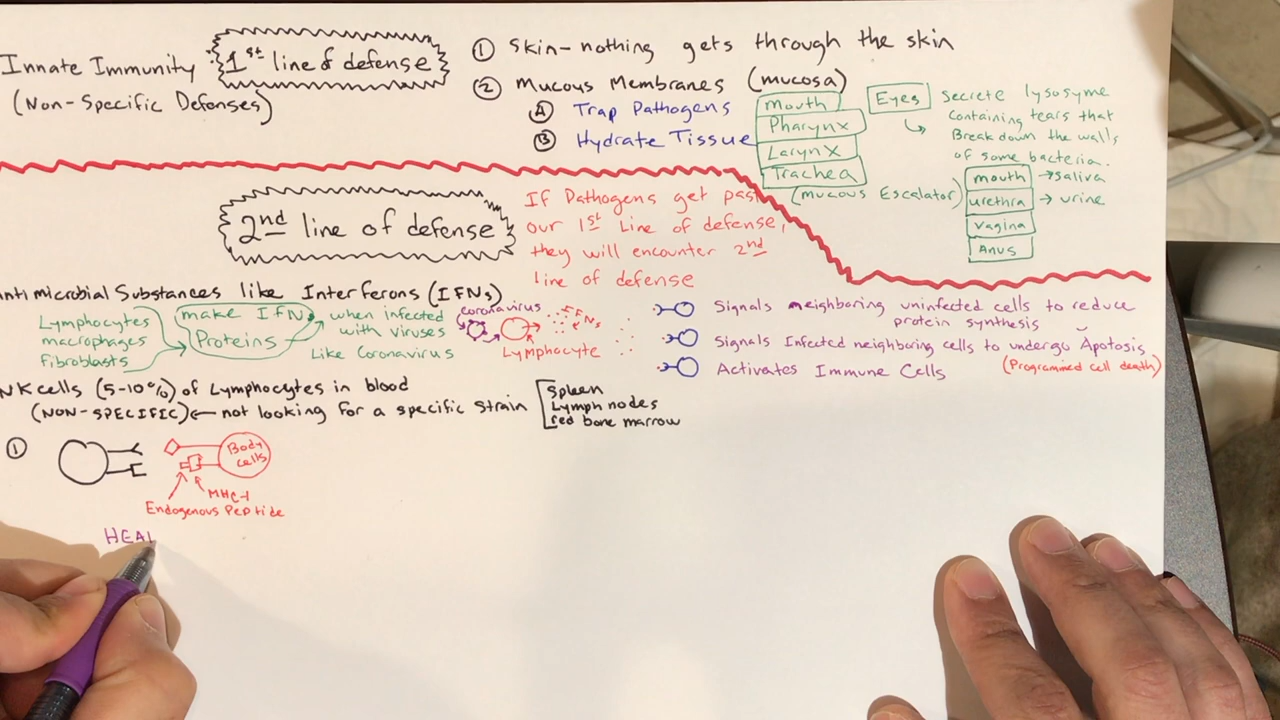 Innate Immunity
(Non-Specific Defenses)
1st line of defense
① Skin- nothing gets through the skin
② Mucous Membranes (mucosa)
Ⓐ Trap Pathogens
Ⓑ Hydrate Tissue
mouth
Pharynx
Larynx
Trachea
(mucous Escalator)
Eyes
Secrete lysosyme
containing tears that
Break down the walls
of some bacteria.
mouth → saliva
urethra → urine
vagina
Anus
2nd line of defense
If Pathogens get past
our 1st Line of defense,
they will encounter 2nd
line of defense
antimicrobial Substances like Interferons (IFNs)
Lymphocytes
macrophages
Fibroblasts
make IFN
Proteins
when infected
with viruses
Like Coronavirus
coronavirus
IFNs
Lymphocyte
Signals neighboring uninfected cells to reduce
protein synthesis
Signals Infected neighboring cells to undergo Apotosis
(Programmed cell death)
Activates Immune Cells
NK cells (5-10%) of Lymphocytes in blood
(NON-SPECIFIC) ← not looking for a specific strain
Spleen
Lymph nodes
red bone marrow
①
Body
cells
MHC-1
Endogenous Peptide
HEAL